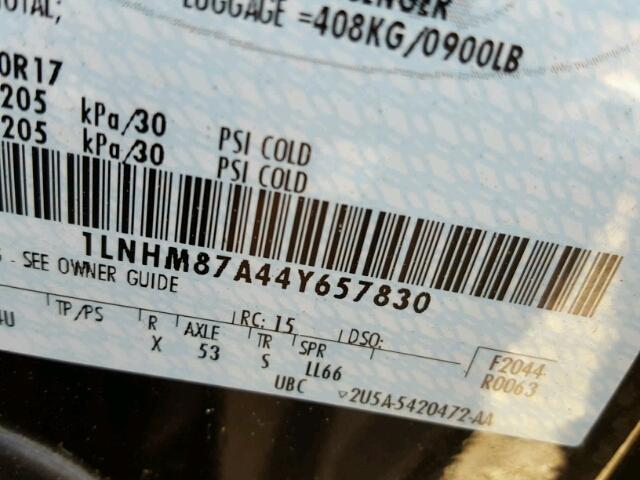 TOTAL;
LUGGAGE =408KG/0900LB
0R17
205 kPa/30 PSI COLD
205 kPa/30 PSI COLD
1LNHM87A44Y657830
- SEE OWNER GUIDE
TP/PS R AXLE RC: 15 TR SPR DSO: F2044
X 53 S LL66 R0063
UBC ▽2U5A-5420472-AA